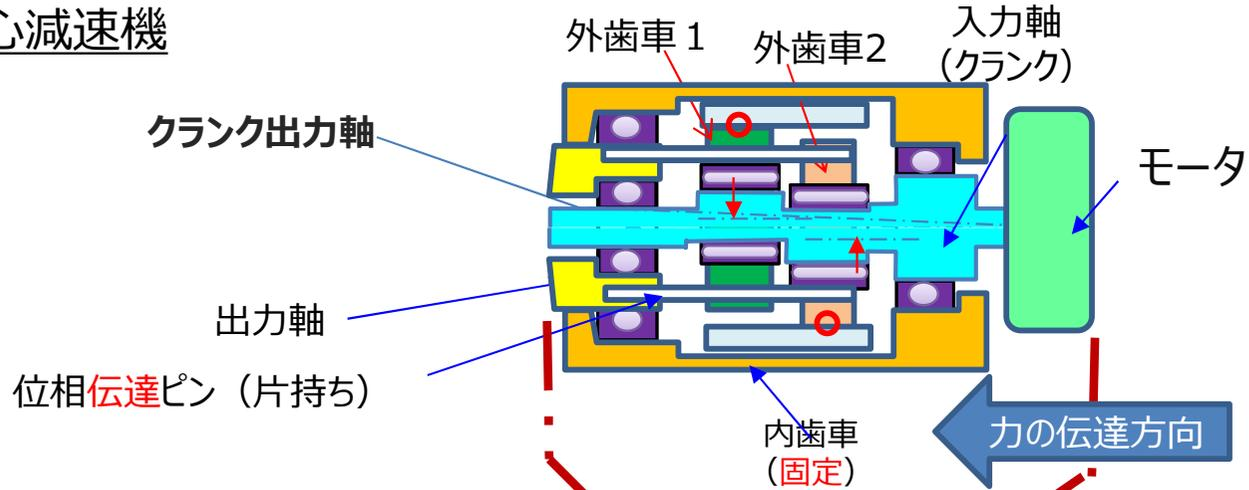 心減速機
外歯車１
外歯車2
入力軸
（クランク）
クランク出力軸
モータ
出力軸
位相伝達ピン（片持ち）
内歯車
（固定）
力の伝達方向